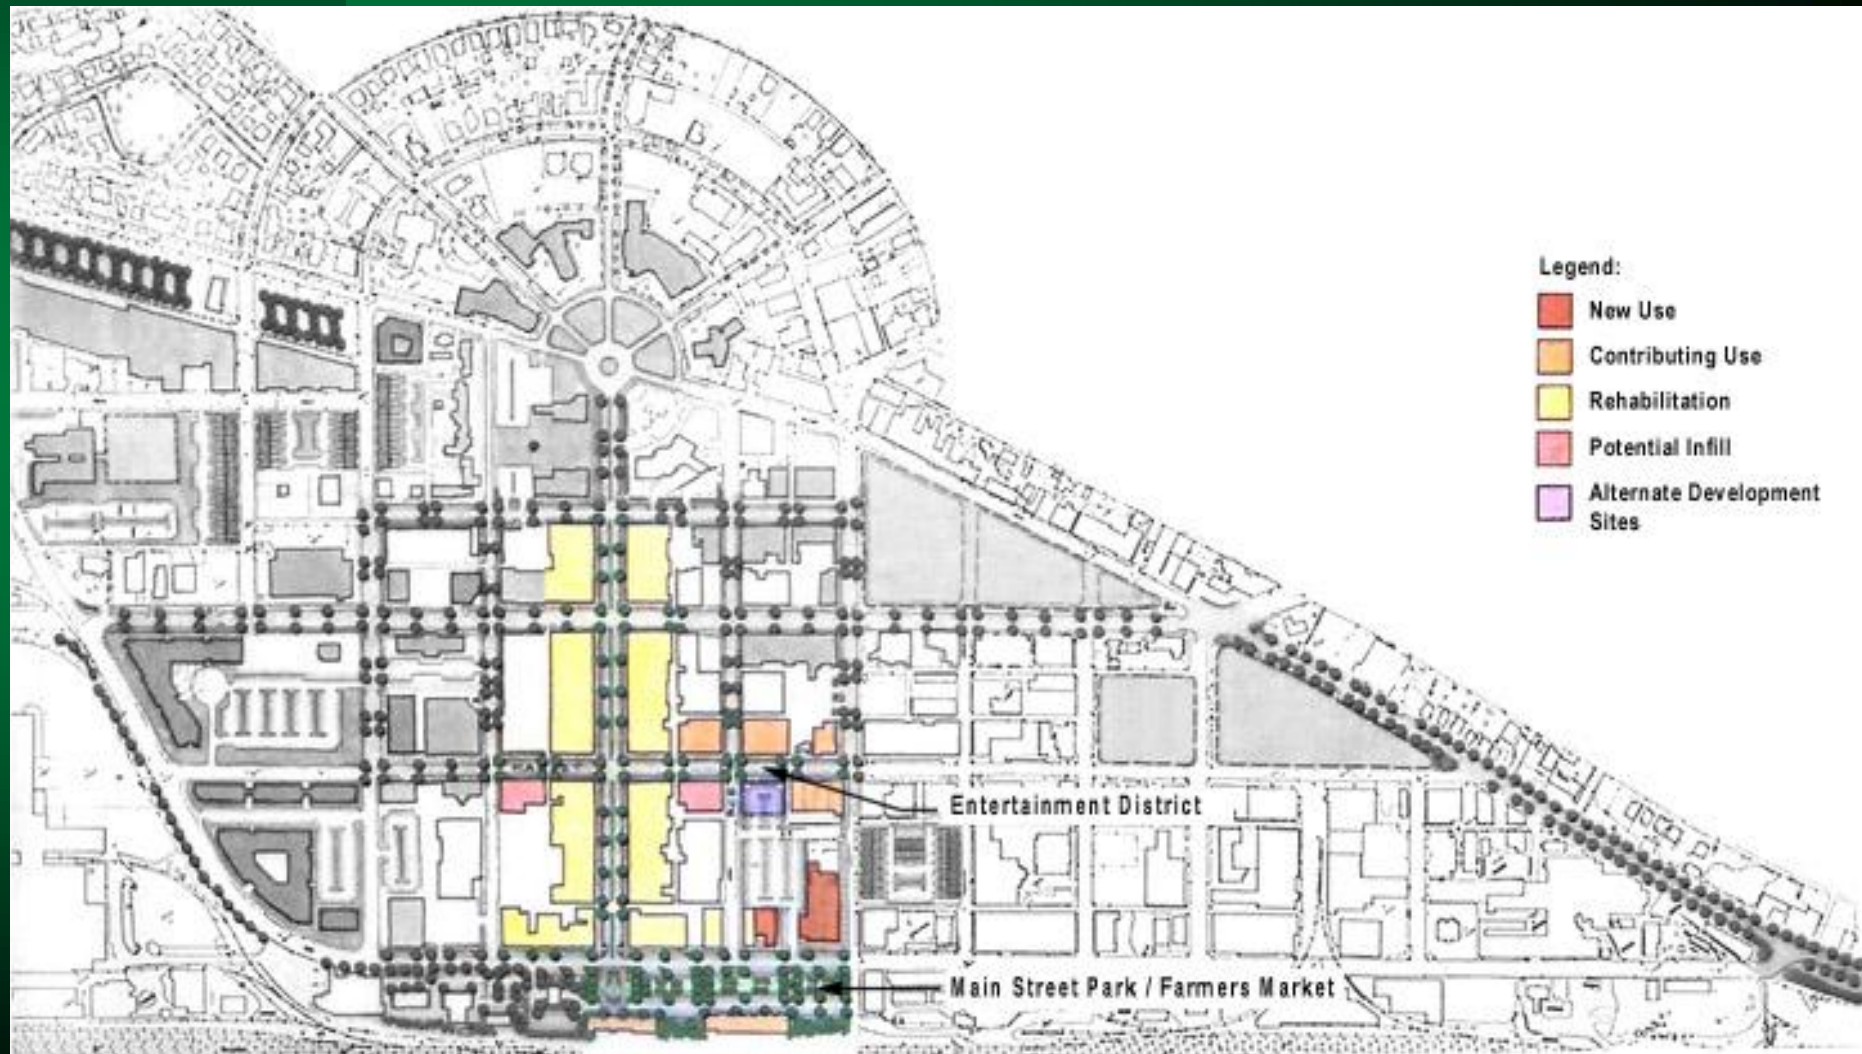 Legend:
New Use
Contributing Use
Rehabilitation
Potential Infill
Alternate Development
Sites
Entertainment District
Main Street Park / Farmers Market